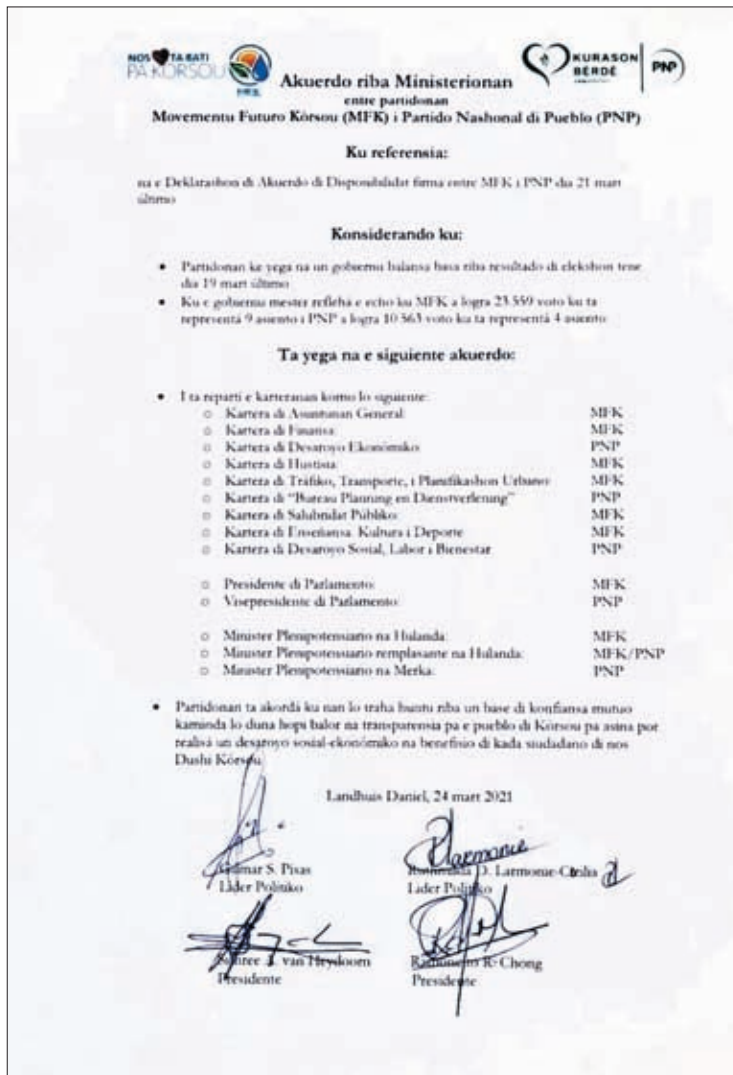 NOS TA BATI
PA KORSOU
MFK
KURASON
BERDE
PNP
Akuerdo riba Ministerionan
entre partidonan
Movementu Futuro Kòrsou (MFK) i Partido Nashonal di Pueblo (PNP)
Ku referensia:
na e Deklarashon di Akuerdo di Disponibilidat firma entre MFK i PNP dia 21 mart
último
Konsiderando ku:
• Partidonan ke yega na un gobiernu balansa basa riba resultado di elekshon tene
dia 19 mart último
• Ku e gobiernu mester refleha e echo ku MFK a logra 23.559 voto ku ta
representá 9 asiento i PNP a logra 10.563 voto ku ta representá 4 asiento
Ta yega na e siguiente akuerdo:
• I ta reparti e karteranan komo lo siguiente:
○ Kartera di Asuntunan General: MFK
○ Kartera di Finansa: MFK
○ Kartera di Desaroyo Ekonómiko: PNP
○ Kartera di Hustisia: MFK
○ Kartera di Tráfiko, Transporte, i Planifikashon Urbano: MFK
○ Kartera di "Bureau Planning en Dienstverlening" PNP
○ Kartera di Salubridat Públiko: MFK
○ Kartera di Enseñansa. Kultura i Deporte MFK
○ Kartera di Desaroyo Sosial, Labor i Bienestar PNP
○ Presidente di Parlamento: MFK
○ Visepresidente di Parlamento: PNP
○ Minister Plenipotensiario na Hulanda: MFK
○ Minister Plenipotensiario remplasante na Hulanda: MFK/PNP
○ Minister Plenipotensiario na Merka: PNP
• Partidonan ta akordá ku nan lo traha huntu riba un base di konfiansa mutuo
kaminda lo duna hopi balor na transparensia pa e pueblo di Kòrsou pa asina por
realisá un desaroyo sosial-ekonómiko na benefisio di kada siudadano di nos
Dushi Kòrsou
Landhuis Daniel, 24 mart 2021
Larmonie
Gilmar S. Pisas
Líder Polítiko
D. Larmonie-Cecilia
Líder Polítiko
van Heydoorn
Presidente
R. Chong
Presidente